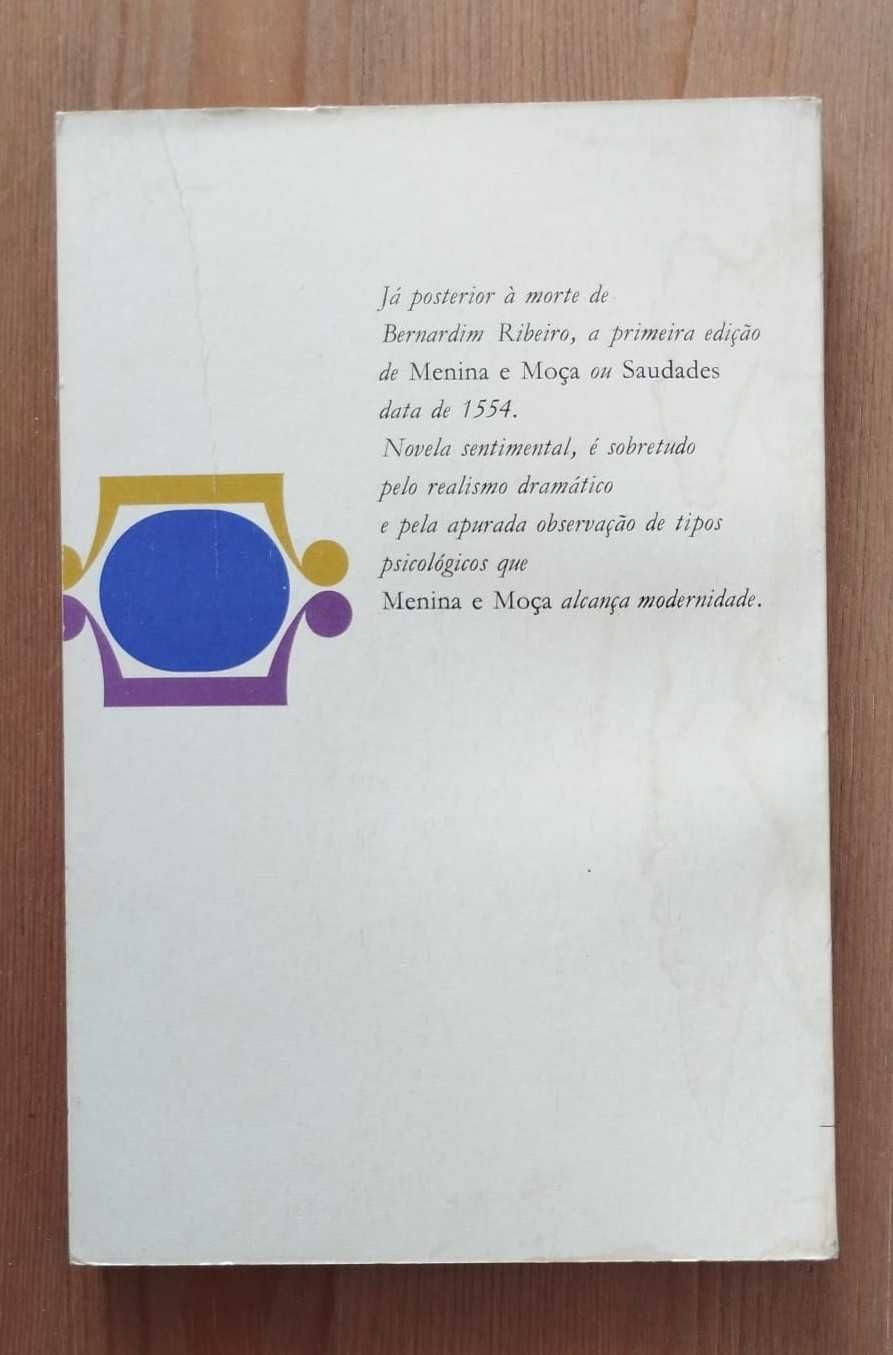 Já posterior à morte de
Bernardim Ribeiro, a primeira edição
de Menina e Moça ou Saudades
data de 1554.
Novela sentimental, é sobretudo
pelo realismo dramático
e pela apurada observação de tipos
psicológicos que
Menina e Moça alcança modernidade.